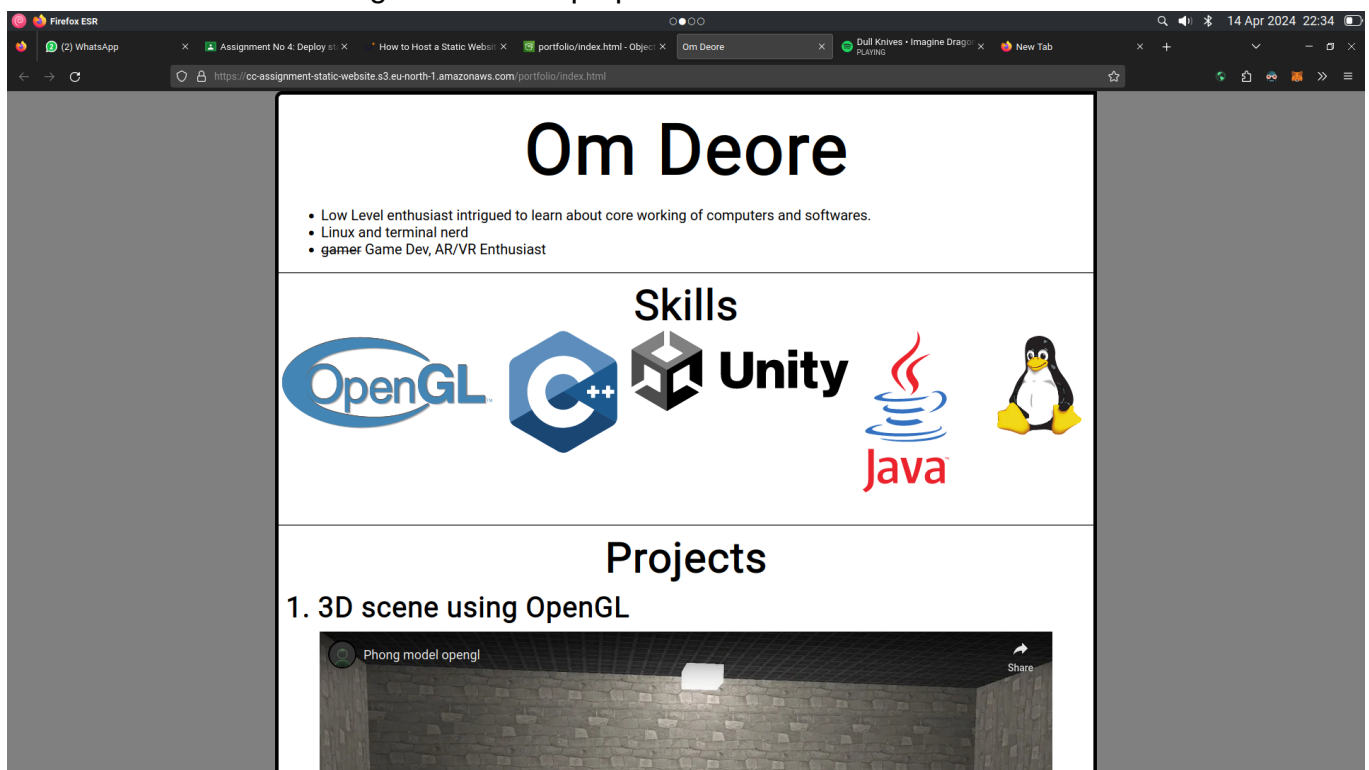 Firefox ESR
14 Apr 2024 22:34
(2) WhatsApp
Assignment No 4: Deploy st
How to Host a Static Websit
portfolio/index.html - Object
Om Deore
Dull Knives • Imagine Dragor
PLAYING
New Tab
https://cc-assignment-static-website.s3.eu-north-1.amazonaws.com/portfolio/index.html
Om Deore
• Low Level enthusiast intrigued to learn about core working of computers and softwares.
• Linux and terminal nerd
• gamer Game Dev, AR/VR Enthusiast
Skills
OpenGL
C++
Unity
Java
Projects
1. 3D scene using OpenGL
Phong model opengl
Share